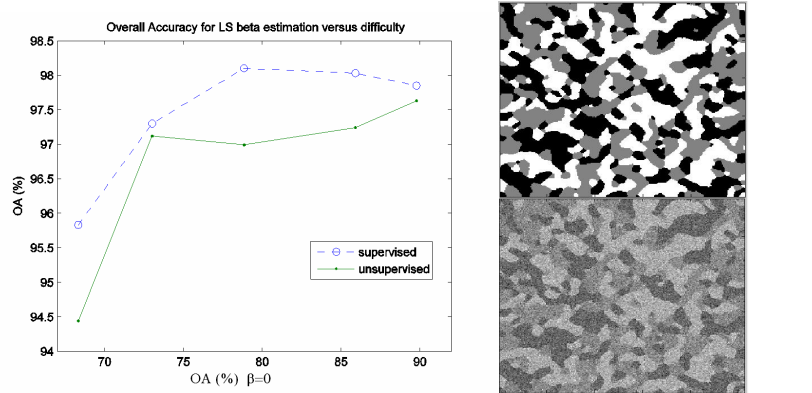 Overall Accuracy for LS beta estimation versus difficulty
98.5
98
97.5
97
96.5
96
95.5
95
94.5
94
OA (%)
supervised
unsupervised
70 75 80 85 90
OA (%) β=0